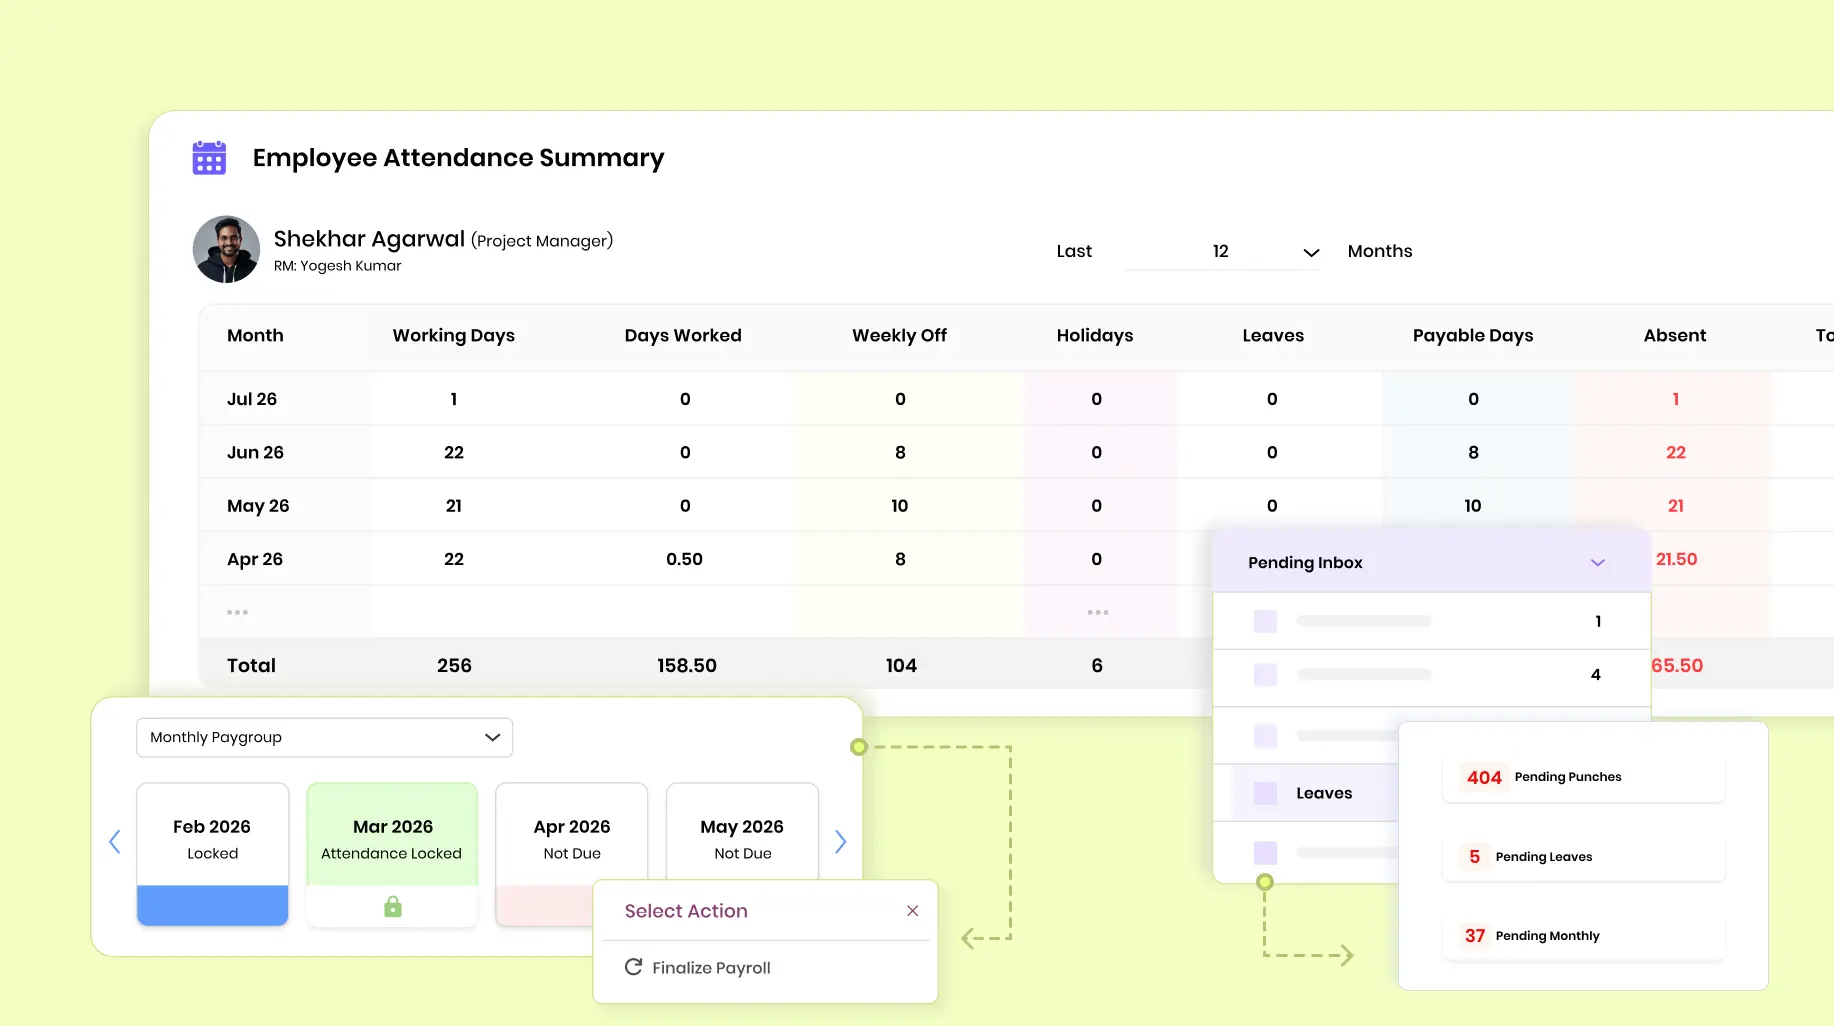 Employee Attendance Summary
Shekhar Agarwal (Project Manager)
RM: Yogesh Kumar
Last 12 Months
Month Working Days Days Worked Weekly Off Holidays Leaves Payable Days Absent To
Jul 26 1 0 0 0 0 0 1
Jun 26 22 0 8 0 0 8 22
May 26 21 0 10 0 0 10 21
Apr 26 22 0.50 8 0 21.50
... ...
Total 256 158.50 104 6 65.50
Pending Inbox
1
4
Leaves
404 Pending Punches
5 Pending Leaves
37 Pending Monthly
Monthly Paygroup
Feb 2026 Mar 2026 Apr 2026 May 2026
Locked Attendance Locked Not Due Not Due
Select Action
Finalize Payroll